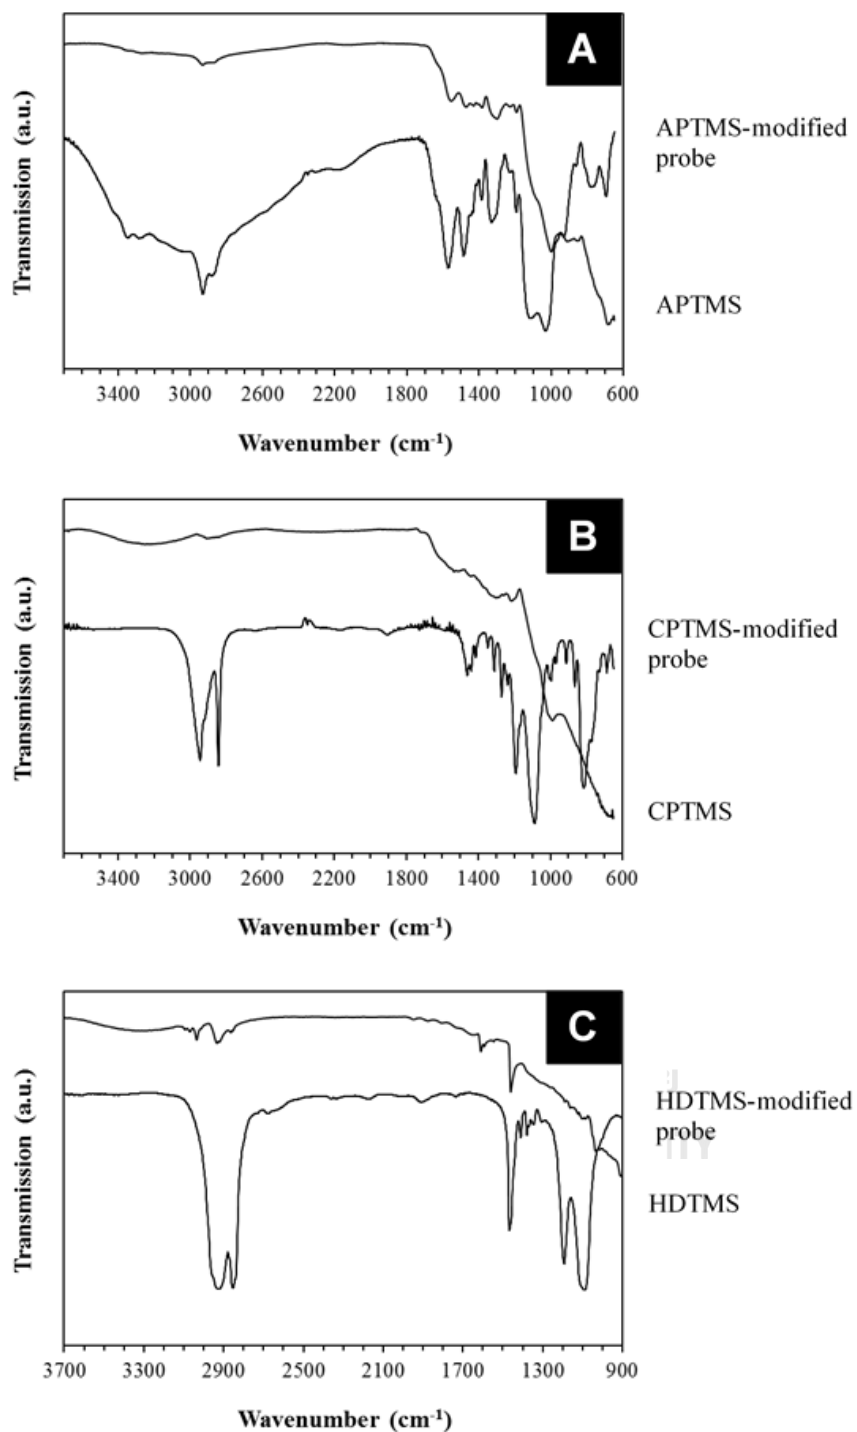 A
Transmission (a.u.)
APTMS-modified
probe
APTMS
3400 3000 2600 2200 1800 1400 1000 600
Wavenumber (cm⁻¹)
B
Transmission (a.u.)
CPTMS-modified
probe
CPTMS
3400 3000 2600 2200 1800 1400 1000 600
Wavenumber (cm⁻¹)
C
Transmission (a.u.)
HDTMS-modified
probe
HDTMS
3700 3300 2900 2500 2100 1700 1300 900
Wavenumber (cm⁻¹)